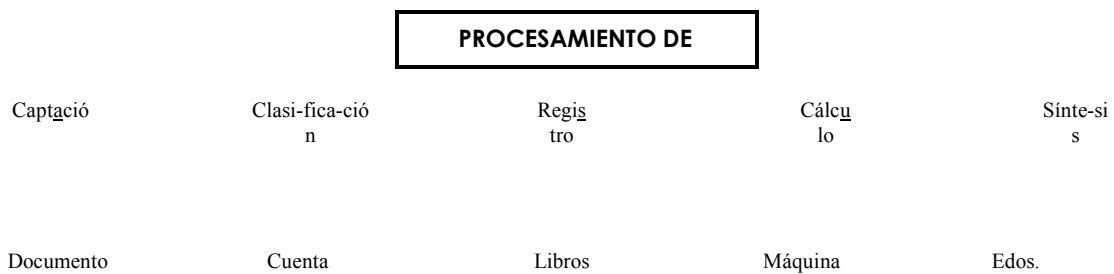 PROCESAMIENTO DE
Captació Clasi-fica-ció Regis Cálcu Sínte-si
n tro lo s
Documento Cuenta Libros Máquina Edos.